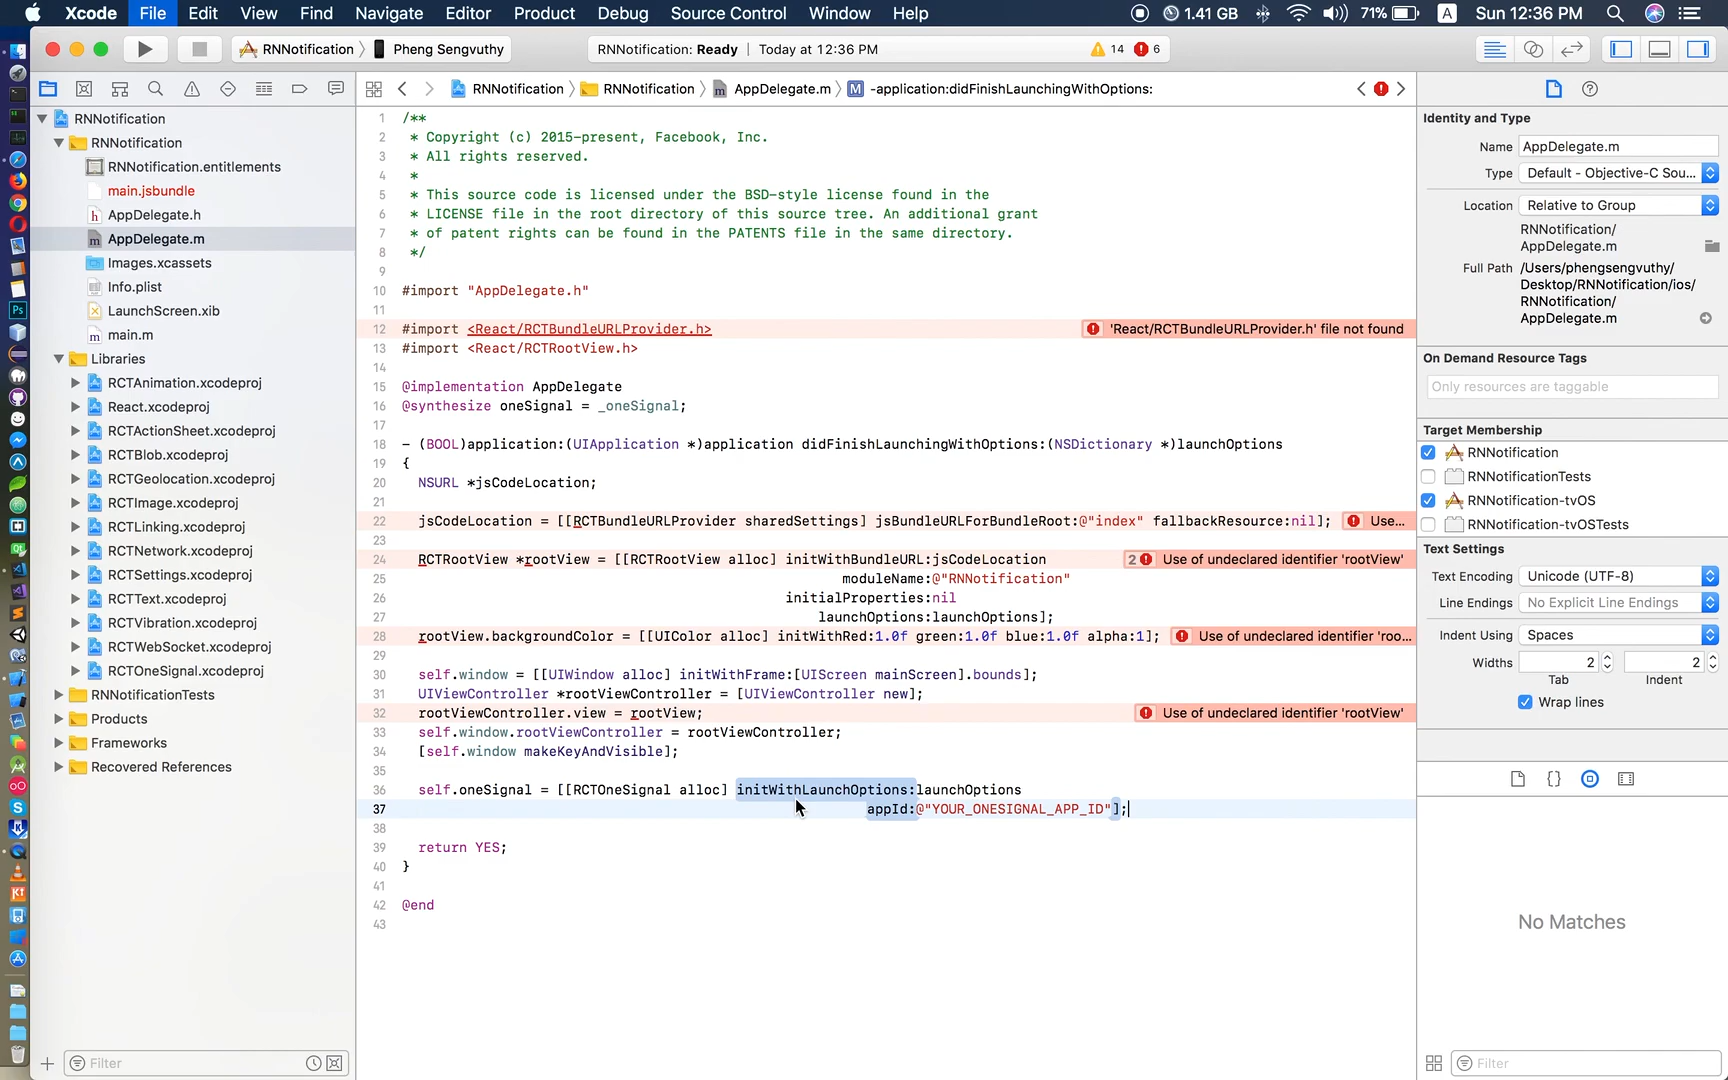 Xcode File Edit View Find Navigate Editor Product Debug Source Control Window Help 1.41 GB 71% A Sun 12:36 PM
RNNotification Pheng Sengvuthy RNNotification: Ready | Today at 12:36 PM 14 6
RNNotification RNNotification m AppDelegate.m M -application:didFinishLaunchingWithOptions:
RNNotification
RNNotification
RNNotification.entitlements
main.jsbundle
h AppDelegate.h
m AppDelegate.m
Images.xcassets
Info.plist
LaunchScreen.xib
m main.m
Libraries
RCTAnimation.xcodeproj
React.xcodeproj
RCTActionSheet.xcodeproj
RCTBlob.xcodeproj
RCTGeolocation.xcodeproj
RCTImage.xcodeproj
RCTLinking.xcodeproj
RCTNetwork.xcodeproj
RCTSettings.xcodeproj
RCTText.xcodeproj
RCTVibration.xcodeproj
RCTWebSocket.xcodeproj
RCTOneSignal.xcodeproj
RNNotificationTests
Products
Frameworks
Recovered References
Filter
1 /**
2 * Copyright (c) 2015-present, Facebook, Inc.
3 * All rights reserved.
4 *
5 * This source code is licensed under the BSD-style license found in the
6 * LICENSE file in the root directory of this source tree. An additional grant
7 * of patent rights can be found in the PATENTS file in the same directory.
8 */
9
10 #import "AppDelegate.h"
11
12 #import <React/RCTBundleURLProvider.h> 'React/RCTBundleURLProvider.h' file not found
13 #import <React/RCTRootView.h>
14
15 @implementation AppDelegate
16 @synthesize oneSignal = _oneSignal;
17
18 - (BOOL)application:(UIApplication *)application didFinishLaunchingWithOptions:(NSDictionary *)launchOptions
19 {
20 NSURL *jsCodeLocation;
21
22 jsCodeLocation = [[RCTBundleURLProvider sharedSettings] jsBundleURLForBundleRoot:@"index" fallbackResource:nil]; Use...
23
24 RCTRootView *rootView = [[RCTRootView alloc] initWithBundleURL:jsCodeLocation 2 Use of undeclared identifier 'rootView'
25 moduleName:@"RNNotification"
26 initialProperties:nil
27 launchOptions:launchOptions];
28 rootView.backgroundColor = [[UIColor alloc] initWithRed:1.0f green:1.0f blue:1.0f alpha:1]; Use of undeclared identifier 'roo...
29
30 self.window = [[UIWindow alloc] initWithFrame:[UIScreen mainScreen].bounds];
31 UIViewController *rootViewController = [UIViewController new];
32 rootViewController.view = rootView; Use of undeclared identifier 'rootView'
33 self.window.rootViewController = rootViewController;
34 [self.window makeKeyAndVisible];
35
36 self.oneSignal = [[RCTOneSignal alloc] initWithLaunchOptions:launchOptions
37 appId:@"YOUR_ONESIGNAL_APP_ID"];
38
39 return YES;
40 }
41
42 @end
43
Identity and Type
Name AppDelegate.m
Type Default - Objective-C Sou...
Location Relative to Group
RNNotification/
AppDelegate.m
Full Path /Users/phengsengvuthy/
Desktop/RNNotification/ios/
RNNotification/
AppDelegate.m
On Demand Resource Tags
Only resources are taggable
Target Membership
RNNotification
RNNotificationTests
RNNotification-tvOS
RNNotification-tvOSTests
Text Settings
Text Encoding Unicode (UTF-8)
Line Endings No Explicit Line Endings
Indent Using Spaces
Widths 2 2
Tab Indent
Wrap lines
No Matches
Filter